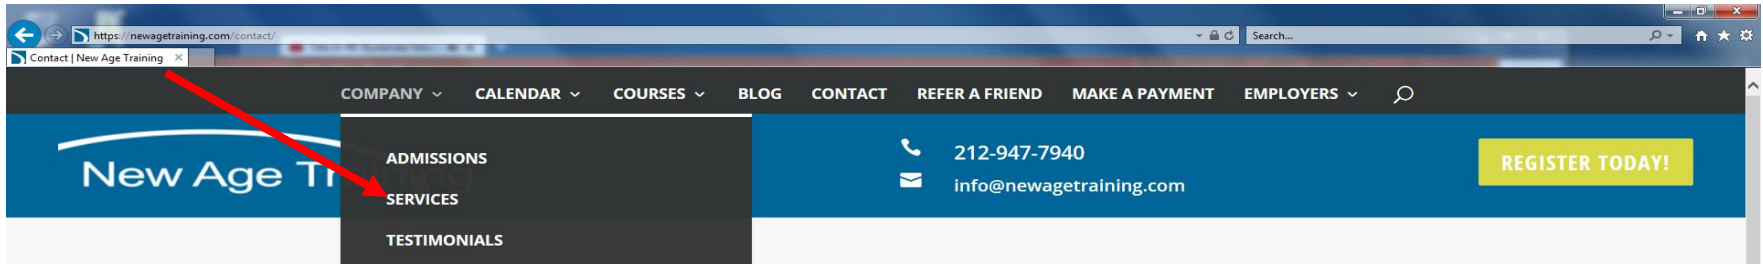 https://newagetraining.com/contact/
Search...
Contact | New Age Training
COMPANY CALENDAR COURSES BLOG CONTACT REFER A FRIEND MAKE A PAYMENT EMPLOYERS
New Age Training
ADMISSIONS
SERVICES
TESTIMONIALS
212-947-7940
info@newagetraining.com
REGISTER TODAY!